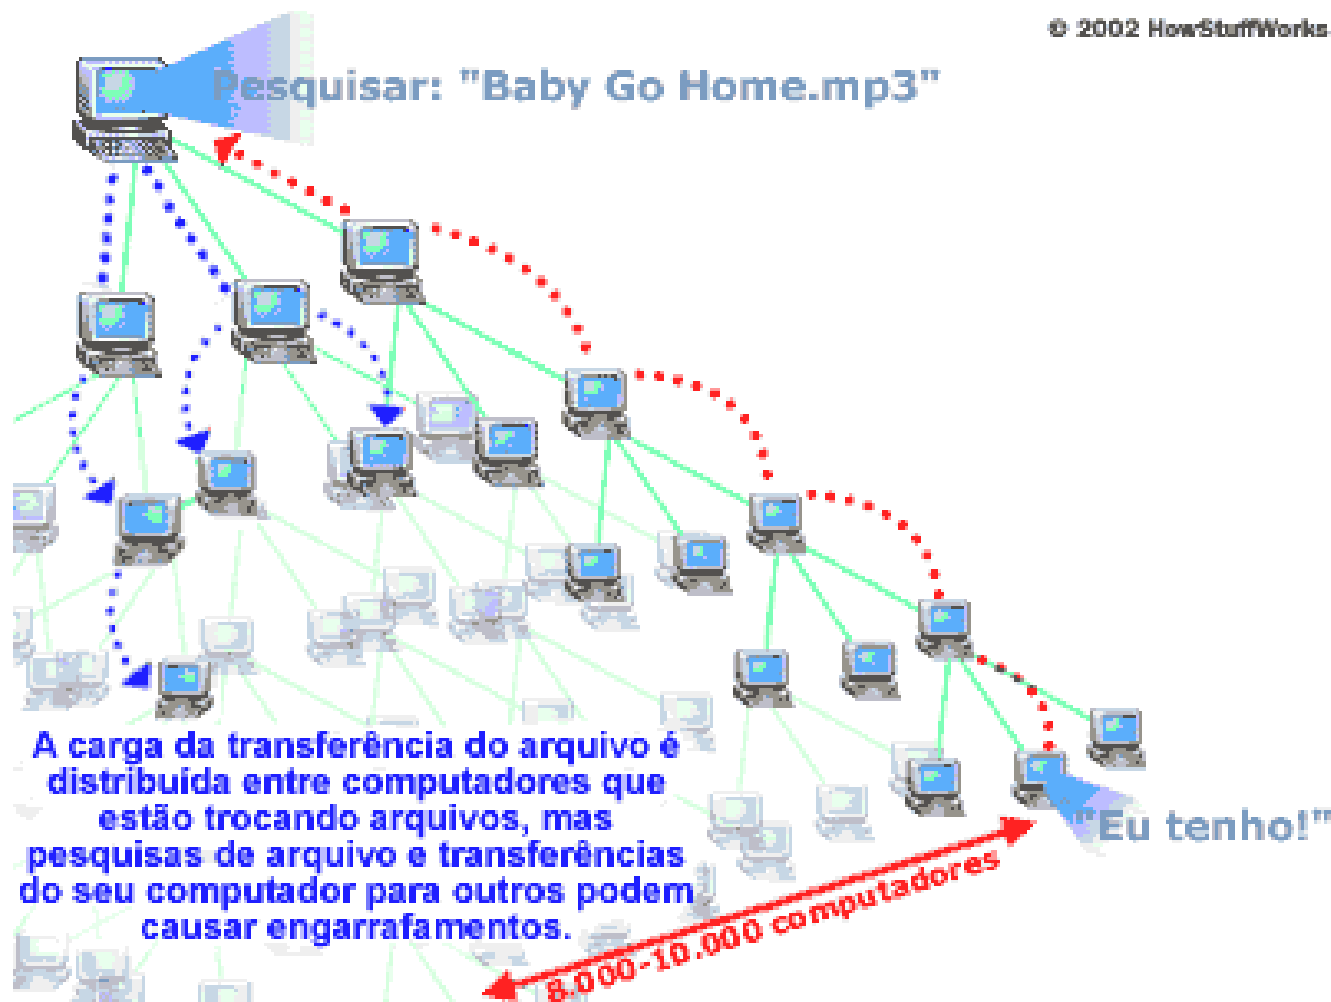 © 2002 HowStuffWorks
Pesquisar: "Baby Go Home.mp3"
A carga da transferência do arquivo é
distribuída entre computadores que
estão trocando arquivos, mas
pesquisas de arquivo e transferências
do seu computador para outros podem
causar engarrafamentos.
"Eu tenho!"
8.000-10.000 computadores